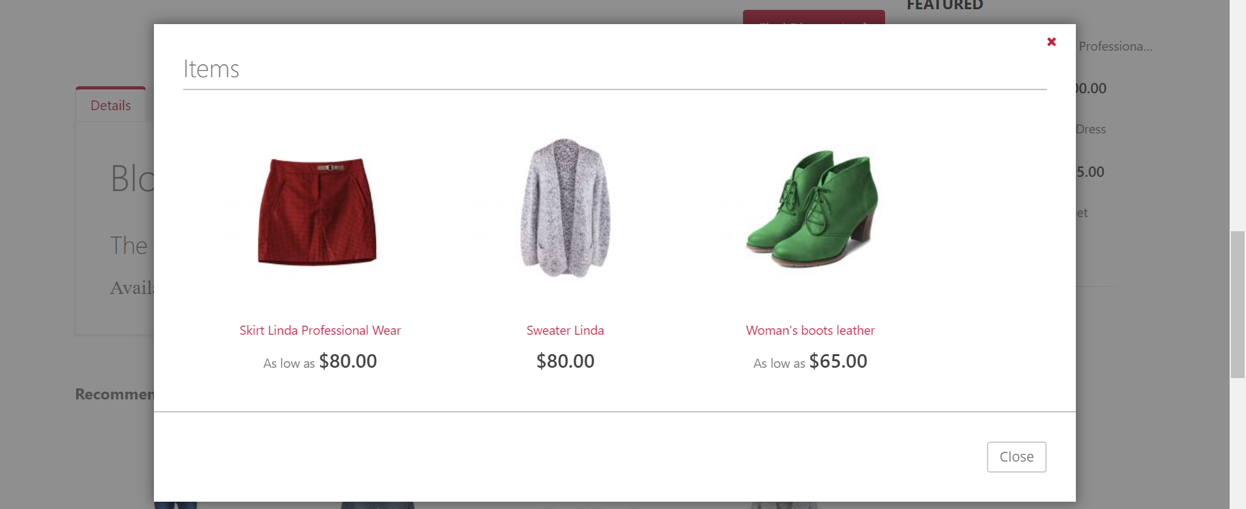 FEATURED
Items
Professiona...
00.00
Details
Dress
Blo
5.00
et
The
Availa
Skirt Linda Professional Wear
As low as $80.00
Sweater Linda
$80.00
Woman's boots leather
As low as $65.00
Recommen
Close